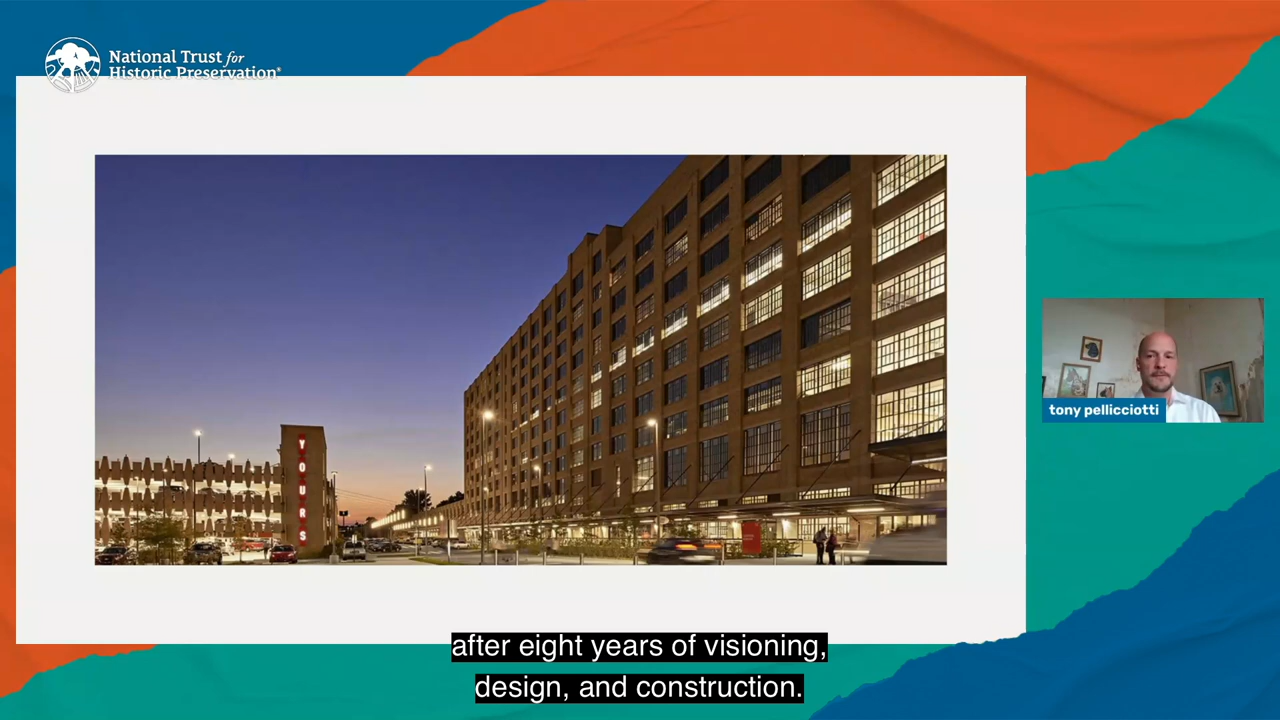 National Trust for
Historic Preservation®
YOURS
tony pellicciotti
after eight years of visioning,
design, and construction.